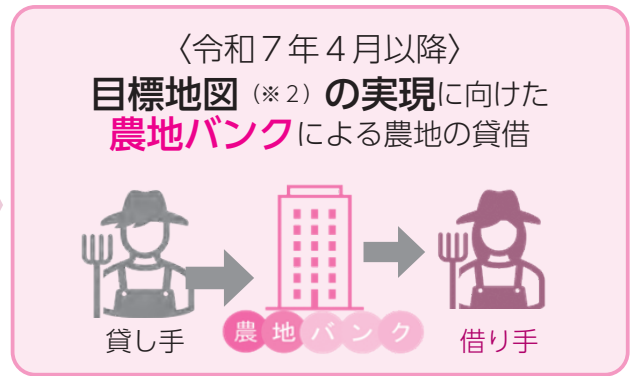 〈令和７年４月以降〉
目標地図（※２）の実現に向けた
農地バンクによる農地の貸借
貸し手
農地バンク
借り手